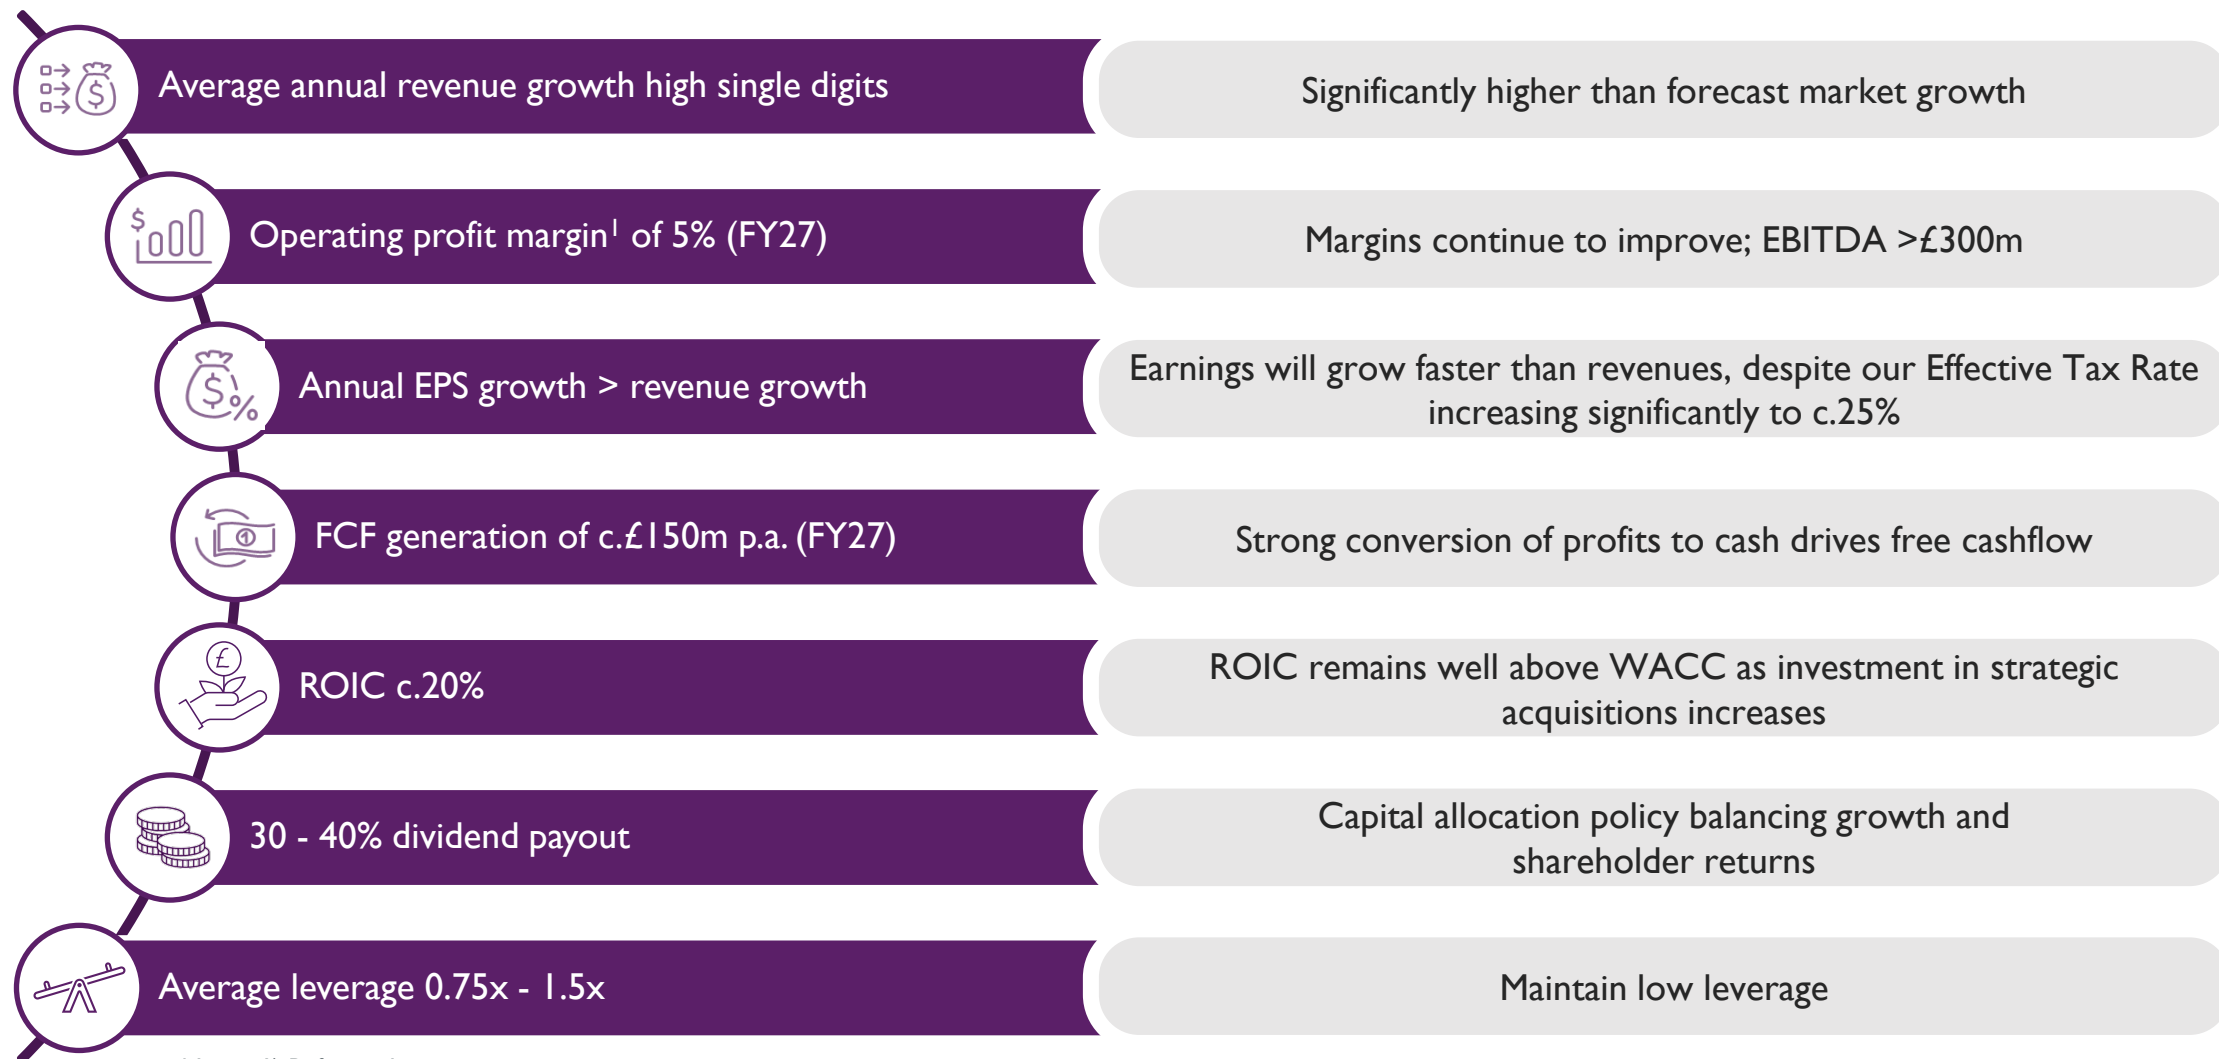 Average annual revenue growth high single digits
Significantly higher than forecast market growth
Operating profit margin¹ of 5% (FY27)
Margins continue to improve; EBITDA >£300m
Annual EPS growth > revenue growth
Earnings will grow faster than revenues, despite our Effective Tax Rate
increasing significantly to c.25%
FCF generation of c.£150m p.a. (FY27)
Strong conversion of profits to cash drives free cashflow
ROIC c.20%
ROIC remains well above WACC as investment in strategic
acquisitions increases
30 - 40% dividend payout
Capital allocation policy balancing growth and
shareholder returns
Average leverage 0.75x - 1.5x
Maintain low leverage